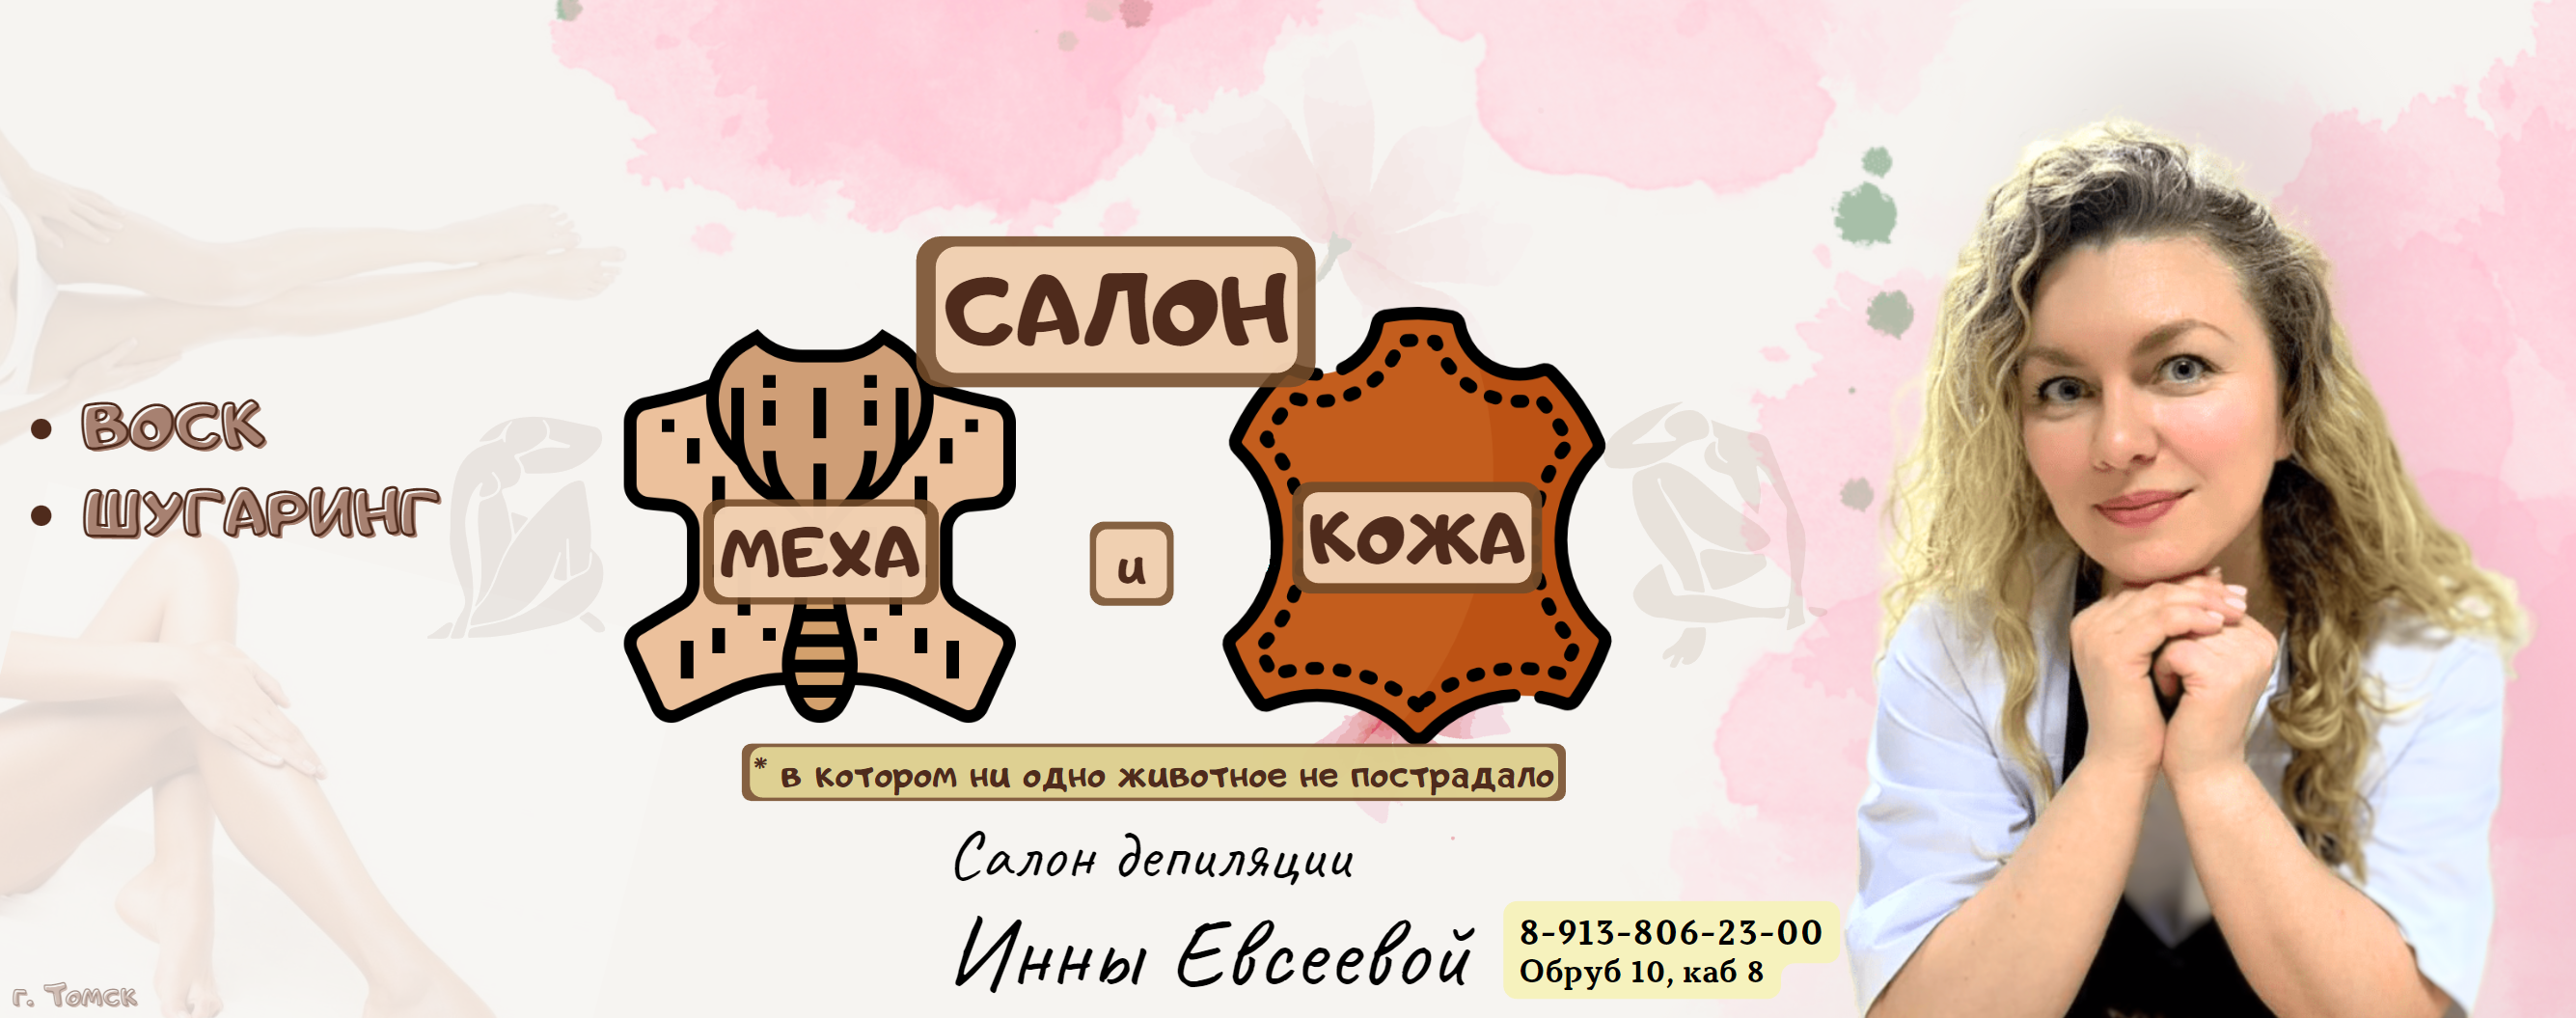 САЛОН
МЕХА
и
КОЖА
* в котором ни одно животное не пострадало
• ВОСК
• ШУГАРИНГ
Салон депиляции
Инны Евсеевой
8-913-806-23-00
Обруб 10, каб 8
г. Томск